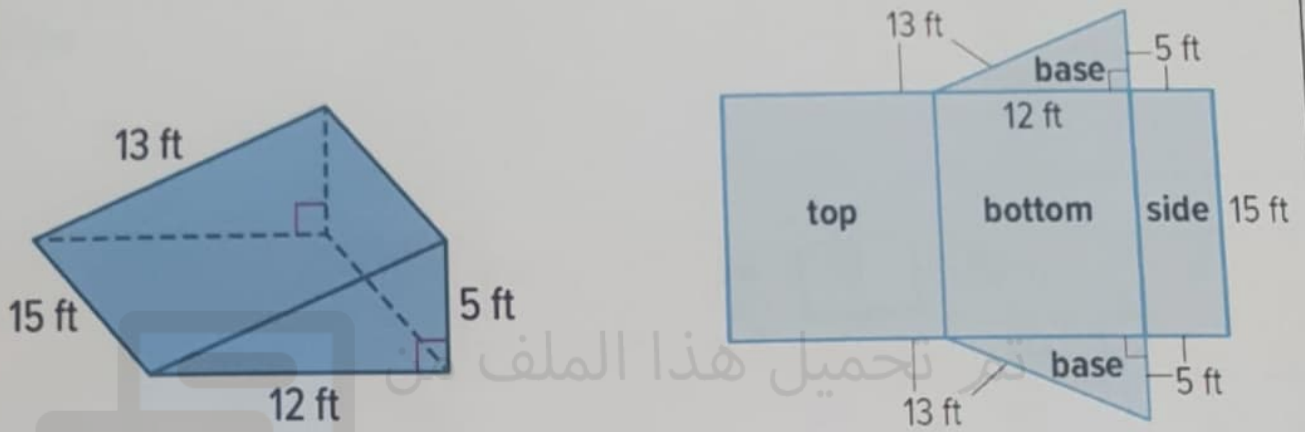 13 ft
15 ft
12 ft
5 ft
13 ft
5 ft
base
12 ft
top
bottom
side
15 ft
base
5 ft
13 ft
تم تحميل هذا الملف من